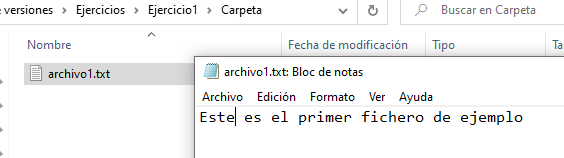 e versiones > Ejercicios > Ejercicio1 > Carpeta
Buscar en Carpeta
Nombre
Fecha de modificación
Tipo
Ta
archivo1.txt
archivo1.txt: Bloc de notas
Archivo Edición Formato Ver Ayuda
Este es el primer fichero de ejemplo